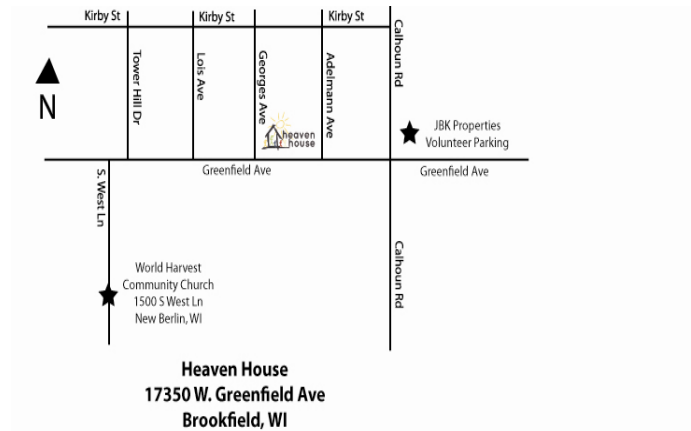 Kirby St
Kirby St
Kirby St
Calhoun Rd
Tower Hill Dr
Lois Ave
Georges Ave
Adelmann Ave
N
heaven
house
JBK Properties
Volunteer Parking
Greenfield Ave
Greenfield Ave
S. West Ln
Calhoun Rd
World Harvest
Community Church
1500 S West Ln
New Berlin, WI
Heaven House
17350 W. Greenfield Ave
Brookfield, WI